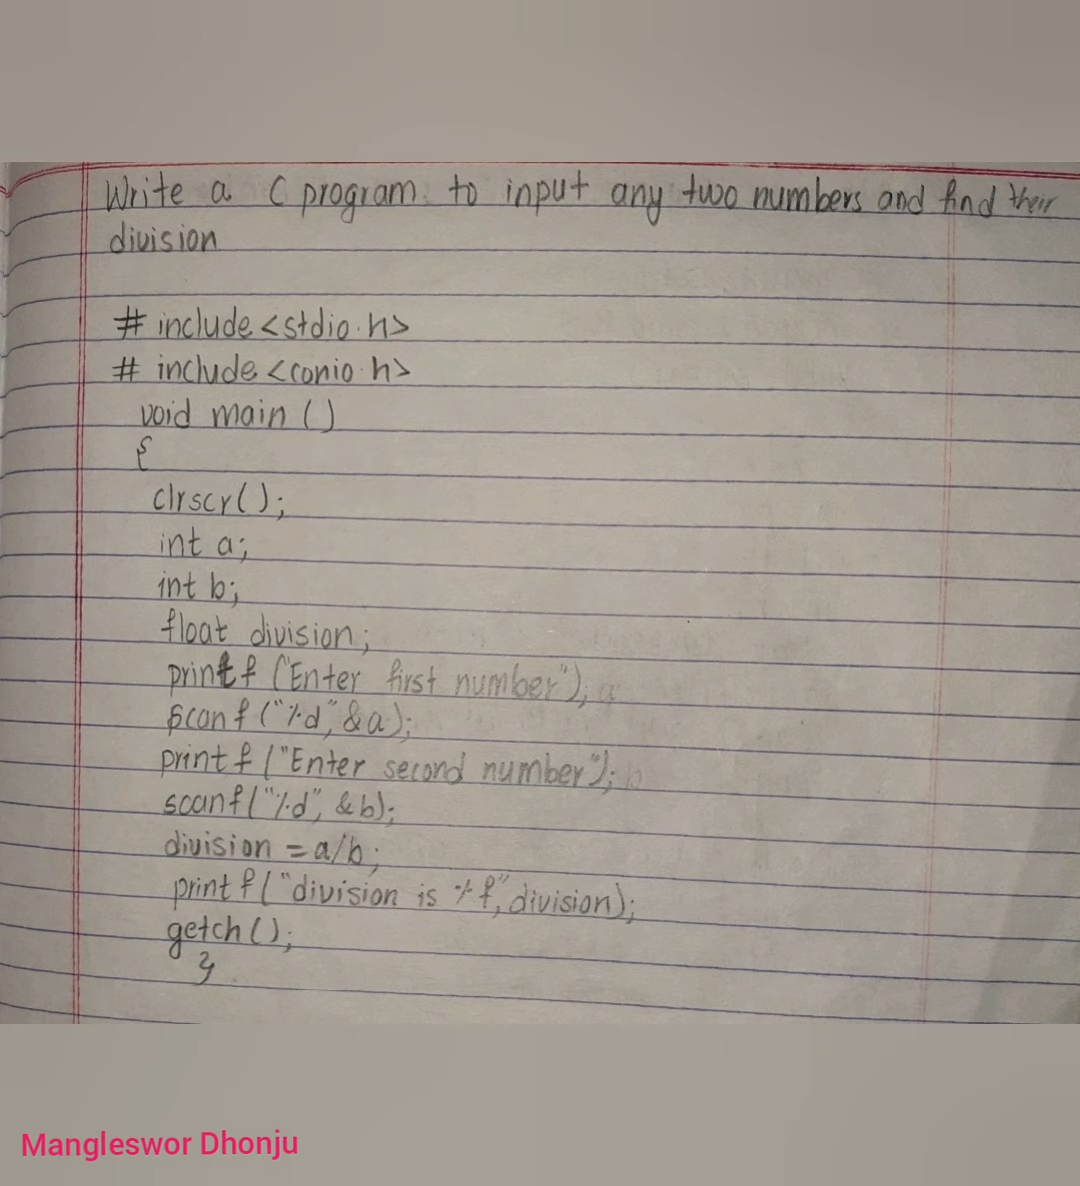 Write a C program to input any two numbers and find their
division
# include <stdio.h>
# include <conio.h>
void main ()
{
clrscr();
int a;
int b;
float division;
printf ("Enter first number");
scanf ("%d", &a);
printf ("Enter second number");
scanf ("%d", &b);
division = a/b;
printf ("division is %f", division);
getch ();
}
Mangleswor Dhonju